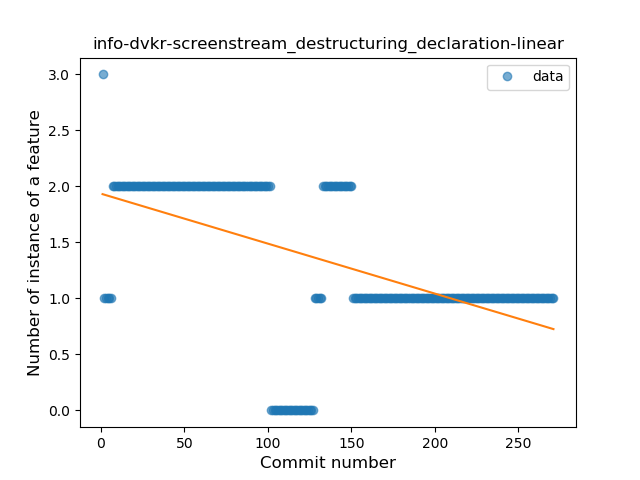 info-dvkr-screenstream_destructuring_declaration-linear
data
3.0
2.5
2.0
1.5
1.0
0.5
0.0
Number of instance of a feature
0 50 100 150 200 250
Commit number